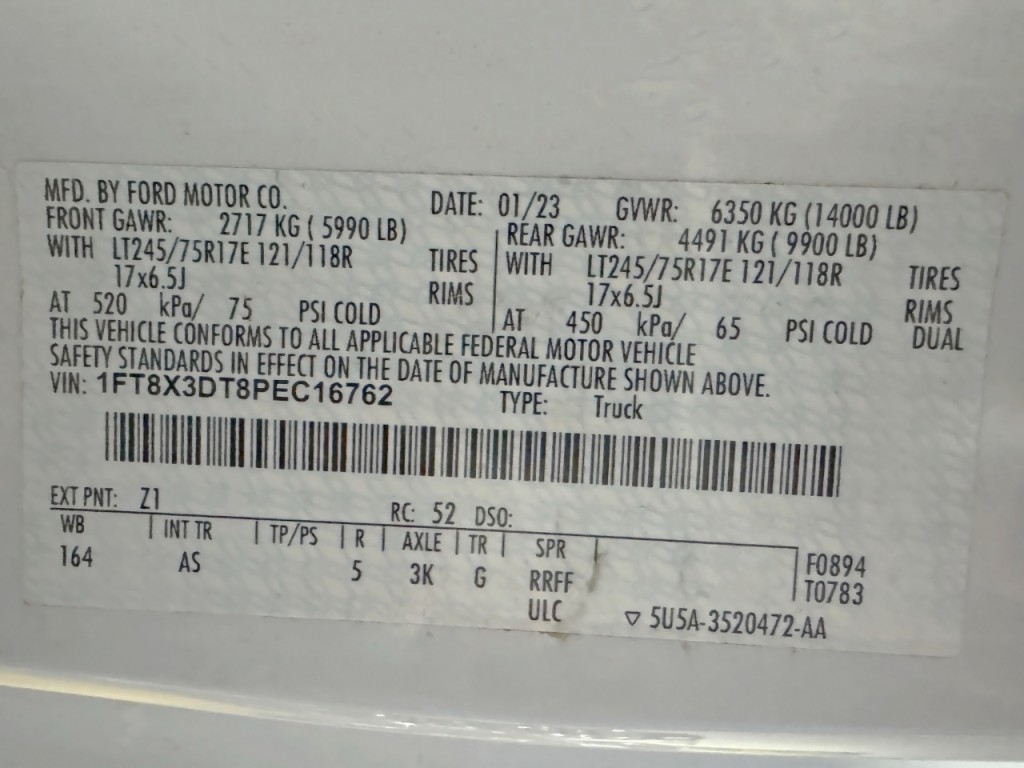 MFD. BY FORD MOTOR CO. DATE: 01/23 GVWR: 6350 KG (14000 LB)
FRONT GAWR: 2717 KG ( 5990 LB) REAR GAWR: 4491 KG ( 9900 LB)
WITH LT245/75R17E 121/118R TIRES WITH LT245/75R17E 121/118R TIRES
17x6.5J RIMS 17x6.5J RIMS
AT 520 kPa/ 75 PSI COLD AT 450 kPa/ 65 PSI COLD DUAL
THIS VEHICLE CONFORMS TO ALL APPLICABLE FEDERAL MOTOR VEHICLE
SAFETY STANDARDS IN EFFECT ON THE DATE OF MANUFACTURE SHOWN ABOVE.
VIN: 1FT8X3DT8PEC16762 TYPE: Truck
EXT PNT: Z1 RC: 52 DSO:
WB INT TR TP/PS R AXLE TR SPR F0894
164 AS 5 3K G RRFF T0783
ULC ▽ 5U5A-3520472-AA